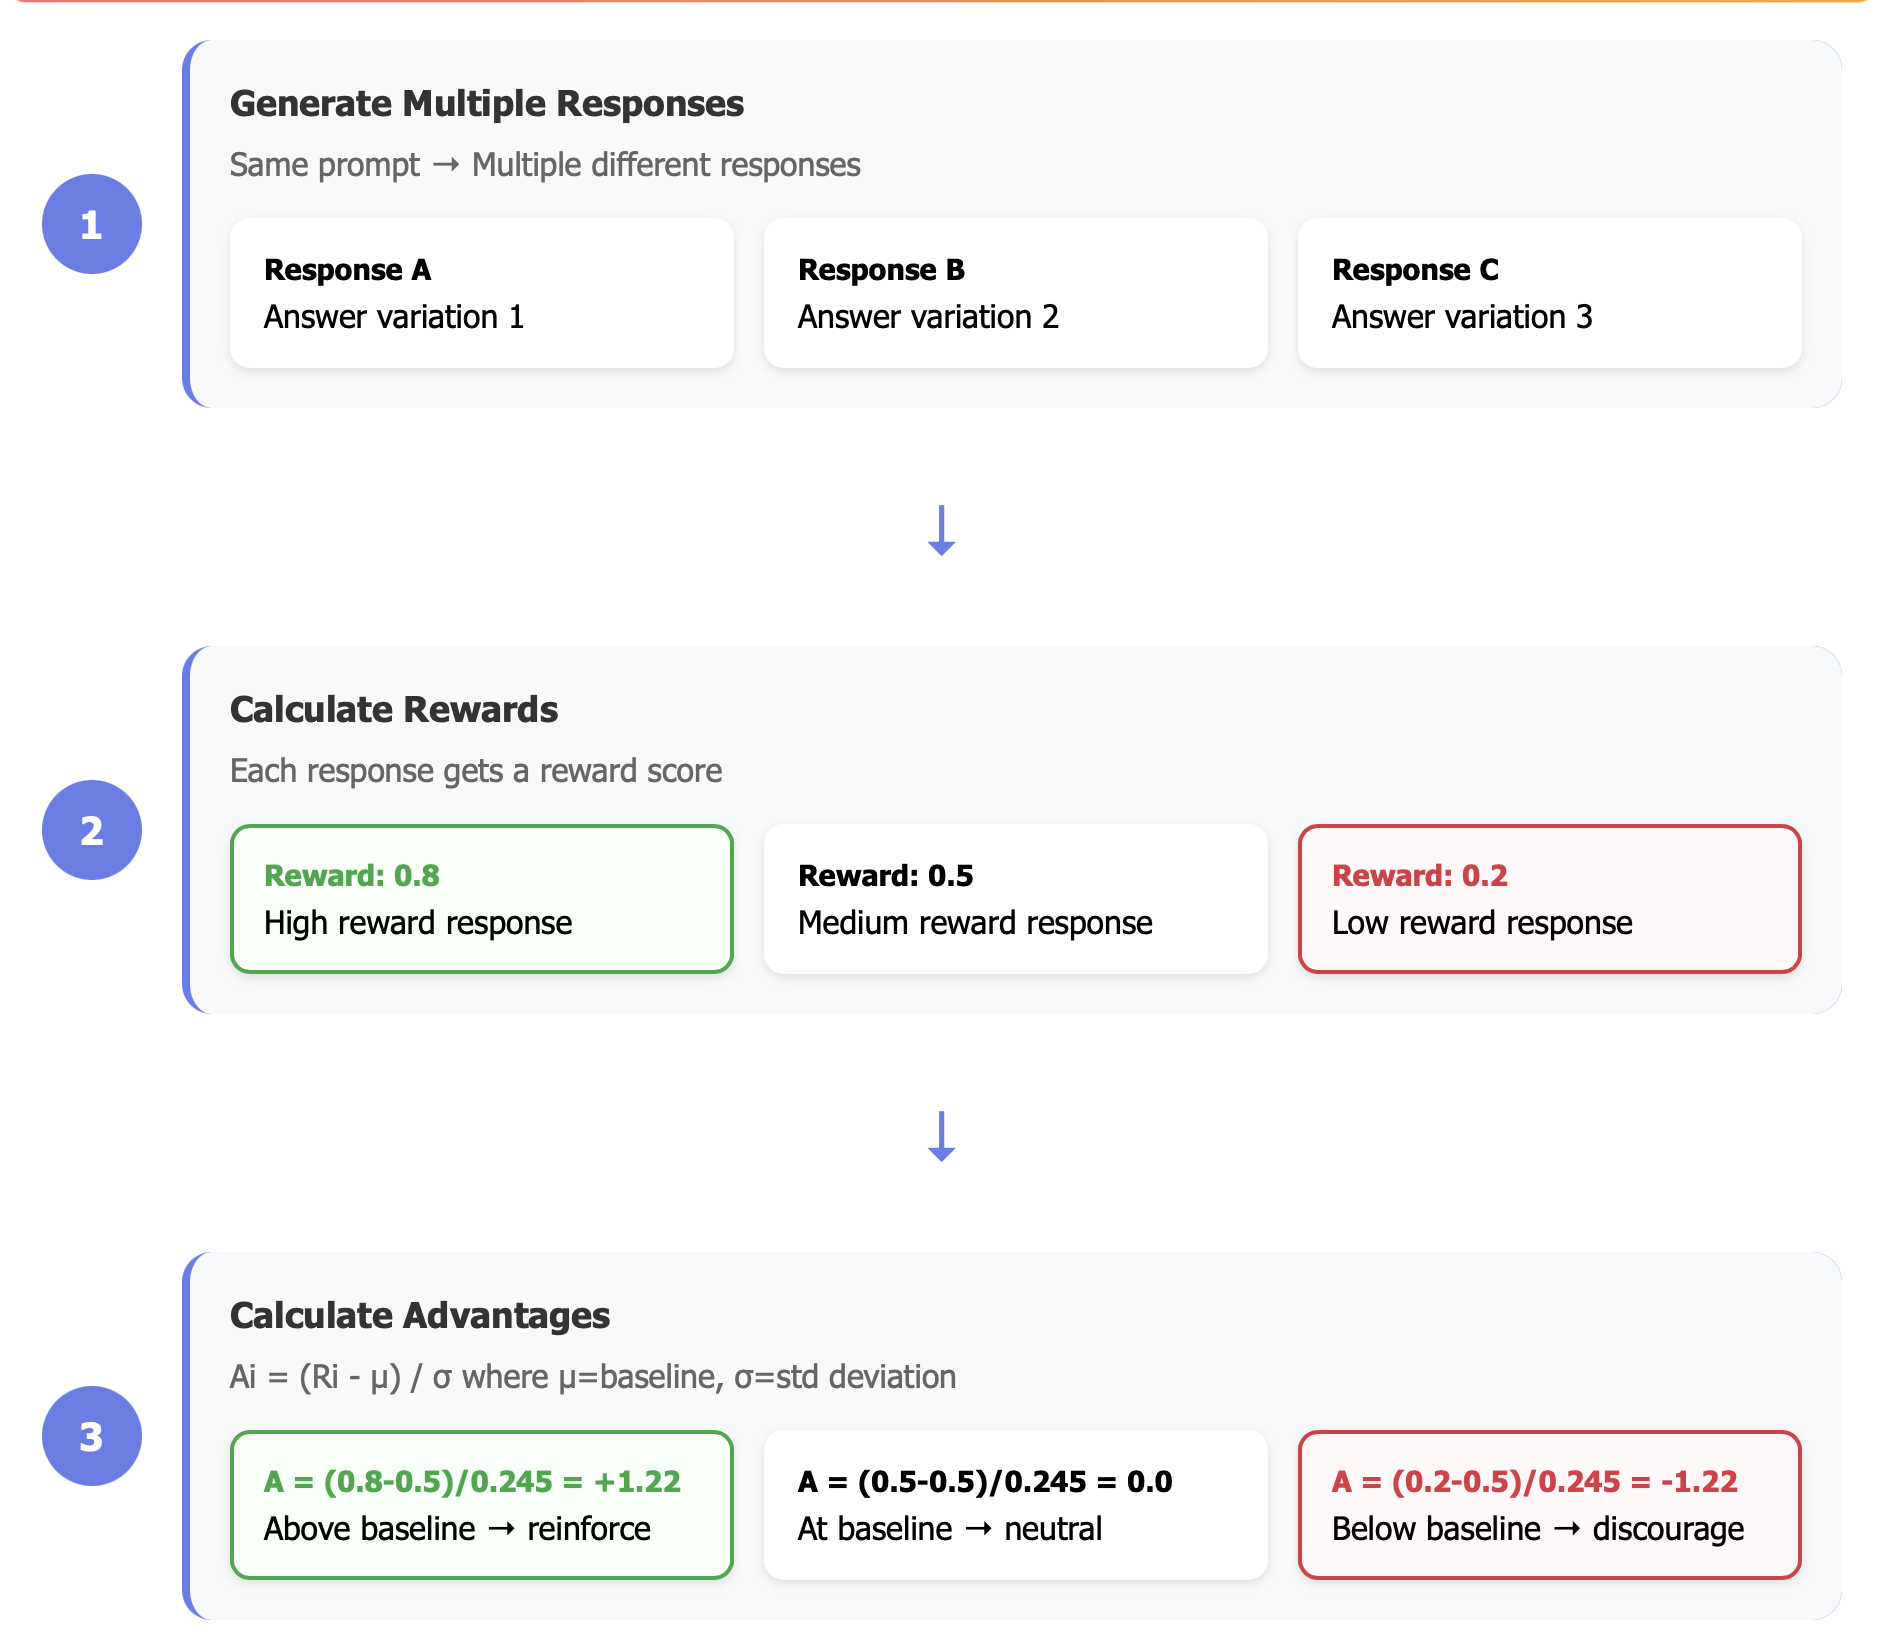 1
Generate Multiple Responses
Same prompt → Multiple different responses
Response A
Answer variation 1
Response B
Answer variation 2
Response C
Answer variation 3
2
Calculate Rewards
Each response gets a reward score
Reward: 0.8
High reward response
Reward: 0.5
Medium reward response
Reward: 0.2
Low reward response
3
Calculate Advantages
Ai = (Ri - μ) / σ where μ=baseline, σ=std deviation
A = (0.8-0.5)/0.245 = +1.22
Above baseline → reinforce
A = (0.5-0.5)/0.245 = 0.0
At baseline → neutral
A = (0.2-0.5)/0.245 = -1.22
Below baseline → discourage